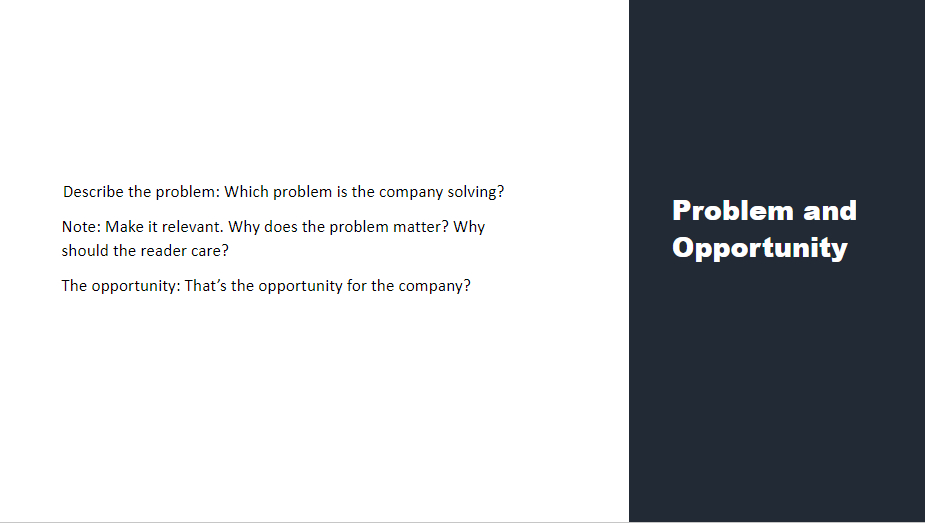 Describe the problem: Which problem is the company solving?
Note: Make it relevant. Why does the problem matter? Why
should the reader care?
The opportunity: That’s the opportunity for the company?
Problem and
Opportunity